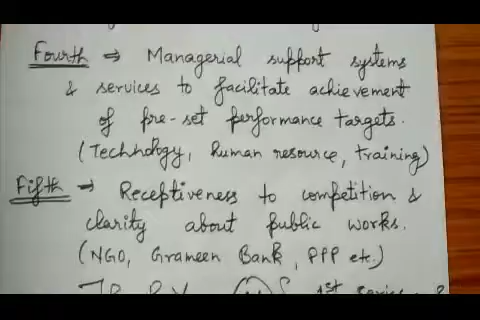 Fourth ⇒ Managerial support systems
& services to facilitate achievement
of pre-set performance targets.
(Technology, human resource, training)
Fifth → Receptiveness to competition &
clarity about public works.
(NGO, Grameen Bank, PPP etc.)